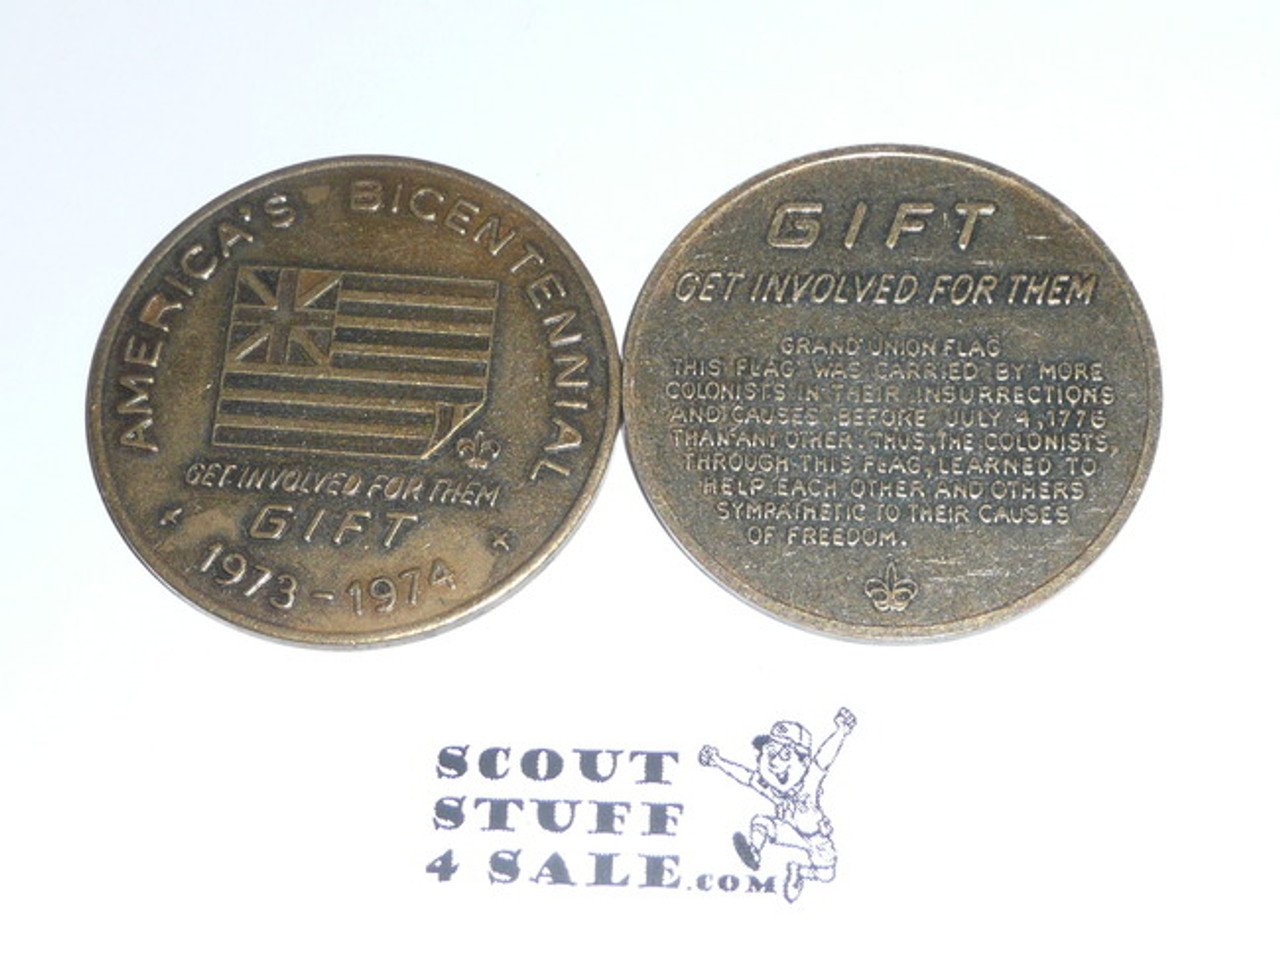 AMERICA'S BICENTENNIAL
GET INVOLVED FOR THEM
G.I.F.T
1973-1974
GIFT
GET INVOLVED FOR THEM
GRAND UNION FLAG
THIS FLAG WAS CARRIED BY MORE
COLONISTS IN THEIR INSURRECTIONS
AND CAUSES BEFORE JULY 4,1776
THAN ANY OTHER. THUS, THE COLONISTS,
THROUGH THIS FLAG, LEARNED TO
HELP EACH OTHER AND OTHERS
SYMPATHETIC TO THEIR CAUSES
OF FREEDOM.
SCOUT
STUFF
4 SALE.COM